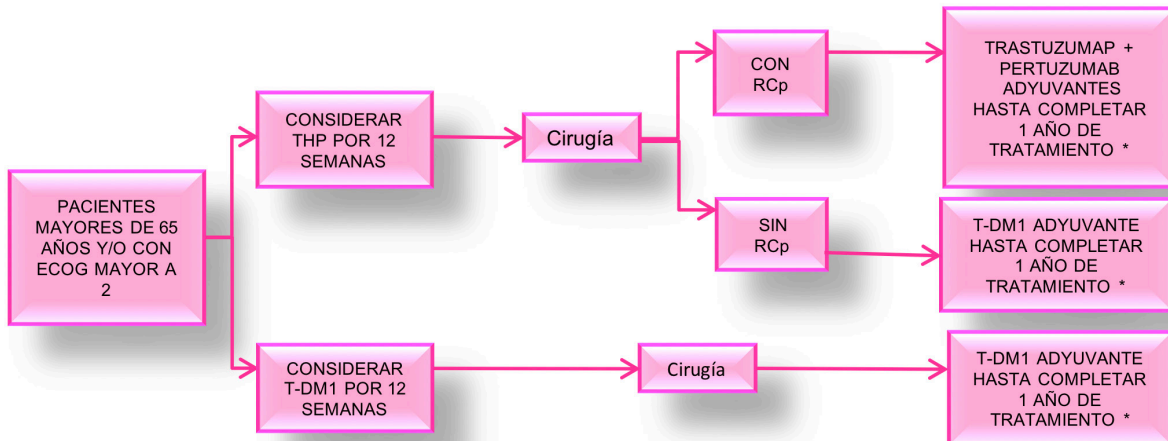 PACIENTES
MAYORES DE 65
AÑOS Y/O CON
ECOG MAYOR A
2
CONSIDERAR
THP POR 12
SEMANAS
Cirugía
CON
RCp
TRASTUZUMAP +
PERTUZUMAB
ADYUVANTES
HASTA COMPLETAR
1 AÑO DE
TRATAMIENTO *
SIN
RCp
T-DM1 ADYUVANTE
HASTA COMPLETAR
1 AÑO DE
TRATAMIENTO *
CONSIDERAR
T-DM1 POR 12
SEMANAS
Cirugía
T-DM1 ADYUVANTE
HASTA COMPLETAR
1 AÑO DE
TRATAMIENTO *